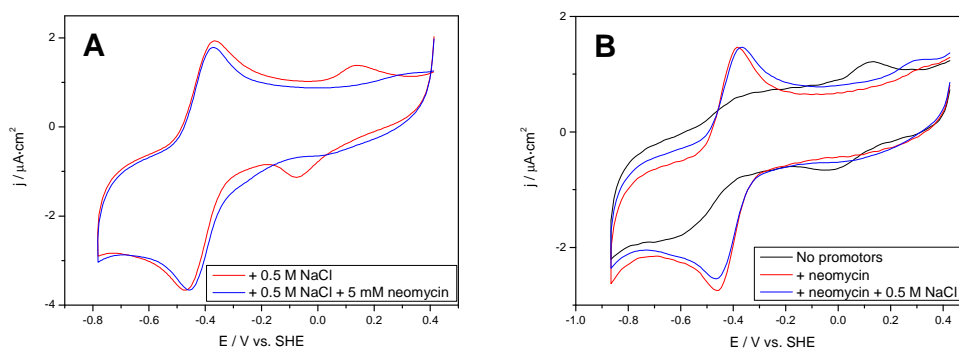 A
j / µA·cm²
2
0
-2
-4
-0.8 -0.6 -0.4 -0.2 0.0 0.2 0.4
E / V vs. SHE
+ 0.5 M NaCl
+ 0.5 M NaCl + 5 mM neomycin
B
j / µA·cm²
2
0
-2
-1.0 -0.8 -0.6 -0.4 -0.2 0.0 0.2 0.4
E / V vs. SHE
No promotors
+ neomycin
+ neomycin + 0.5 M NaCl